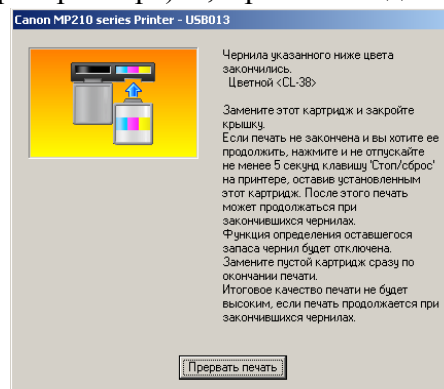 Canon MP210 series Printer - USB013
Чернила указанного ниже цвета
закончились.
Цветной <CL-38>
Замените этот картридж и закройте
крышку.
Если печать не закончена и вы хотите ее
продолжить, нажмите и не отпускайте
не менее 5 секунд клавишу 'Стоп/сброс'
на принтере, оставив установленным
этот картридж. После этого печать
может продолжаться при
закончившихся чернилах.
Функция определения оставшегося
запаса чернил будет отключена.
Замените пустой картридж сразу по
окончании печати.
Итоговое качество печати не будет
высоким, если печать продолжается при
закончившихся чернилах.
Прервать печать